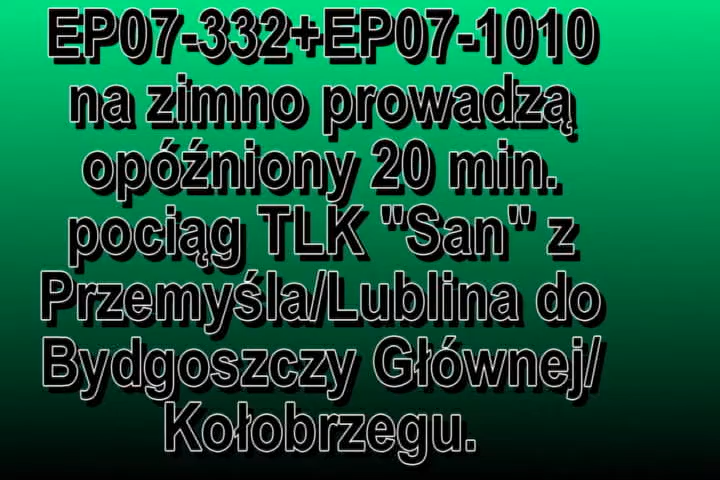 EP07-332+EP07-1010
na zimno prowadzą
opóźniony 20 min.
pociąg TLK "San" z
Przemyśla/Lublina do
Bydgoszczy Głównej/
Kołobrzegu.